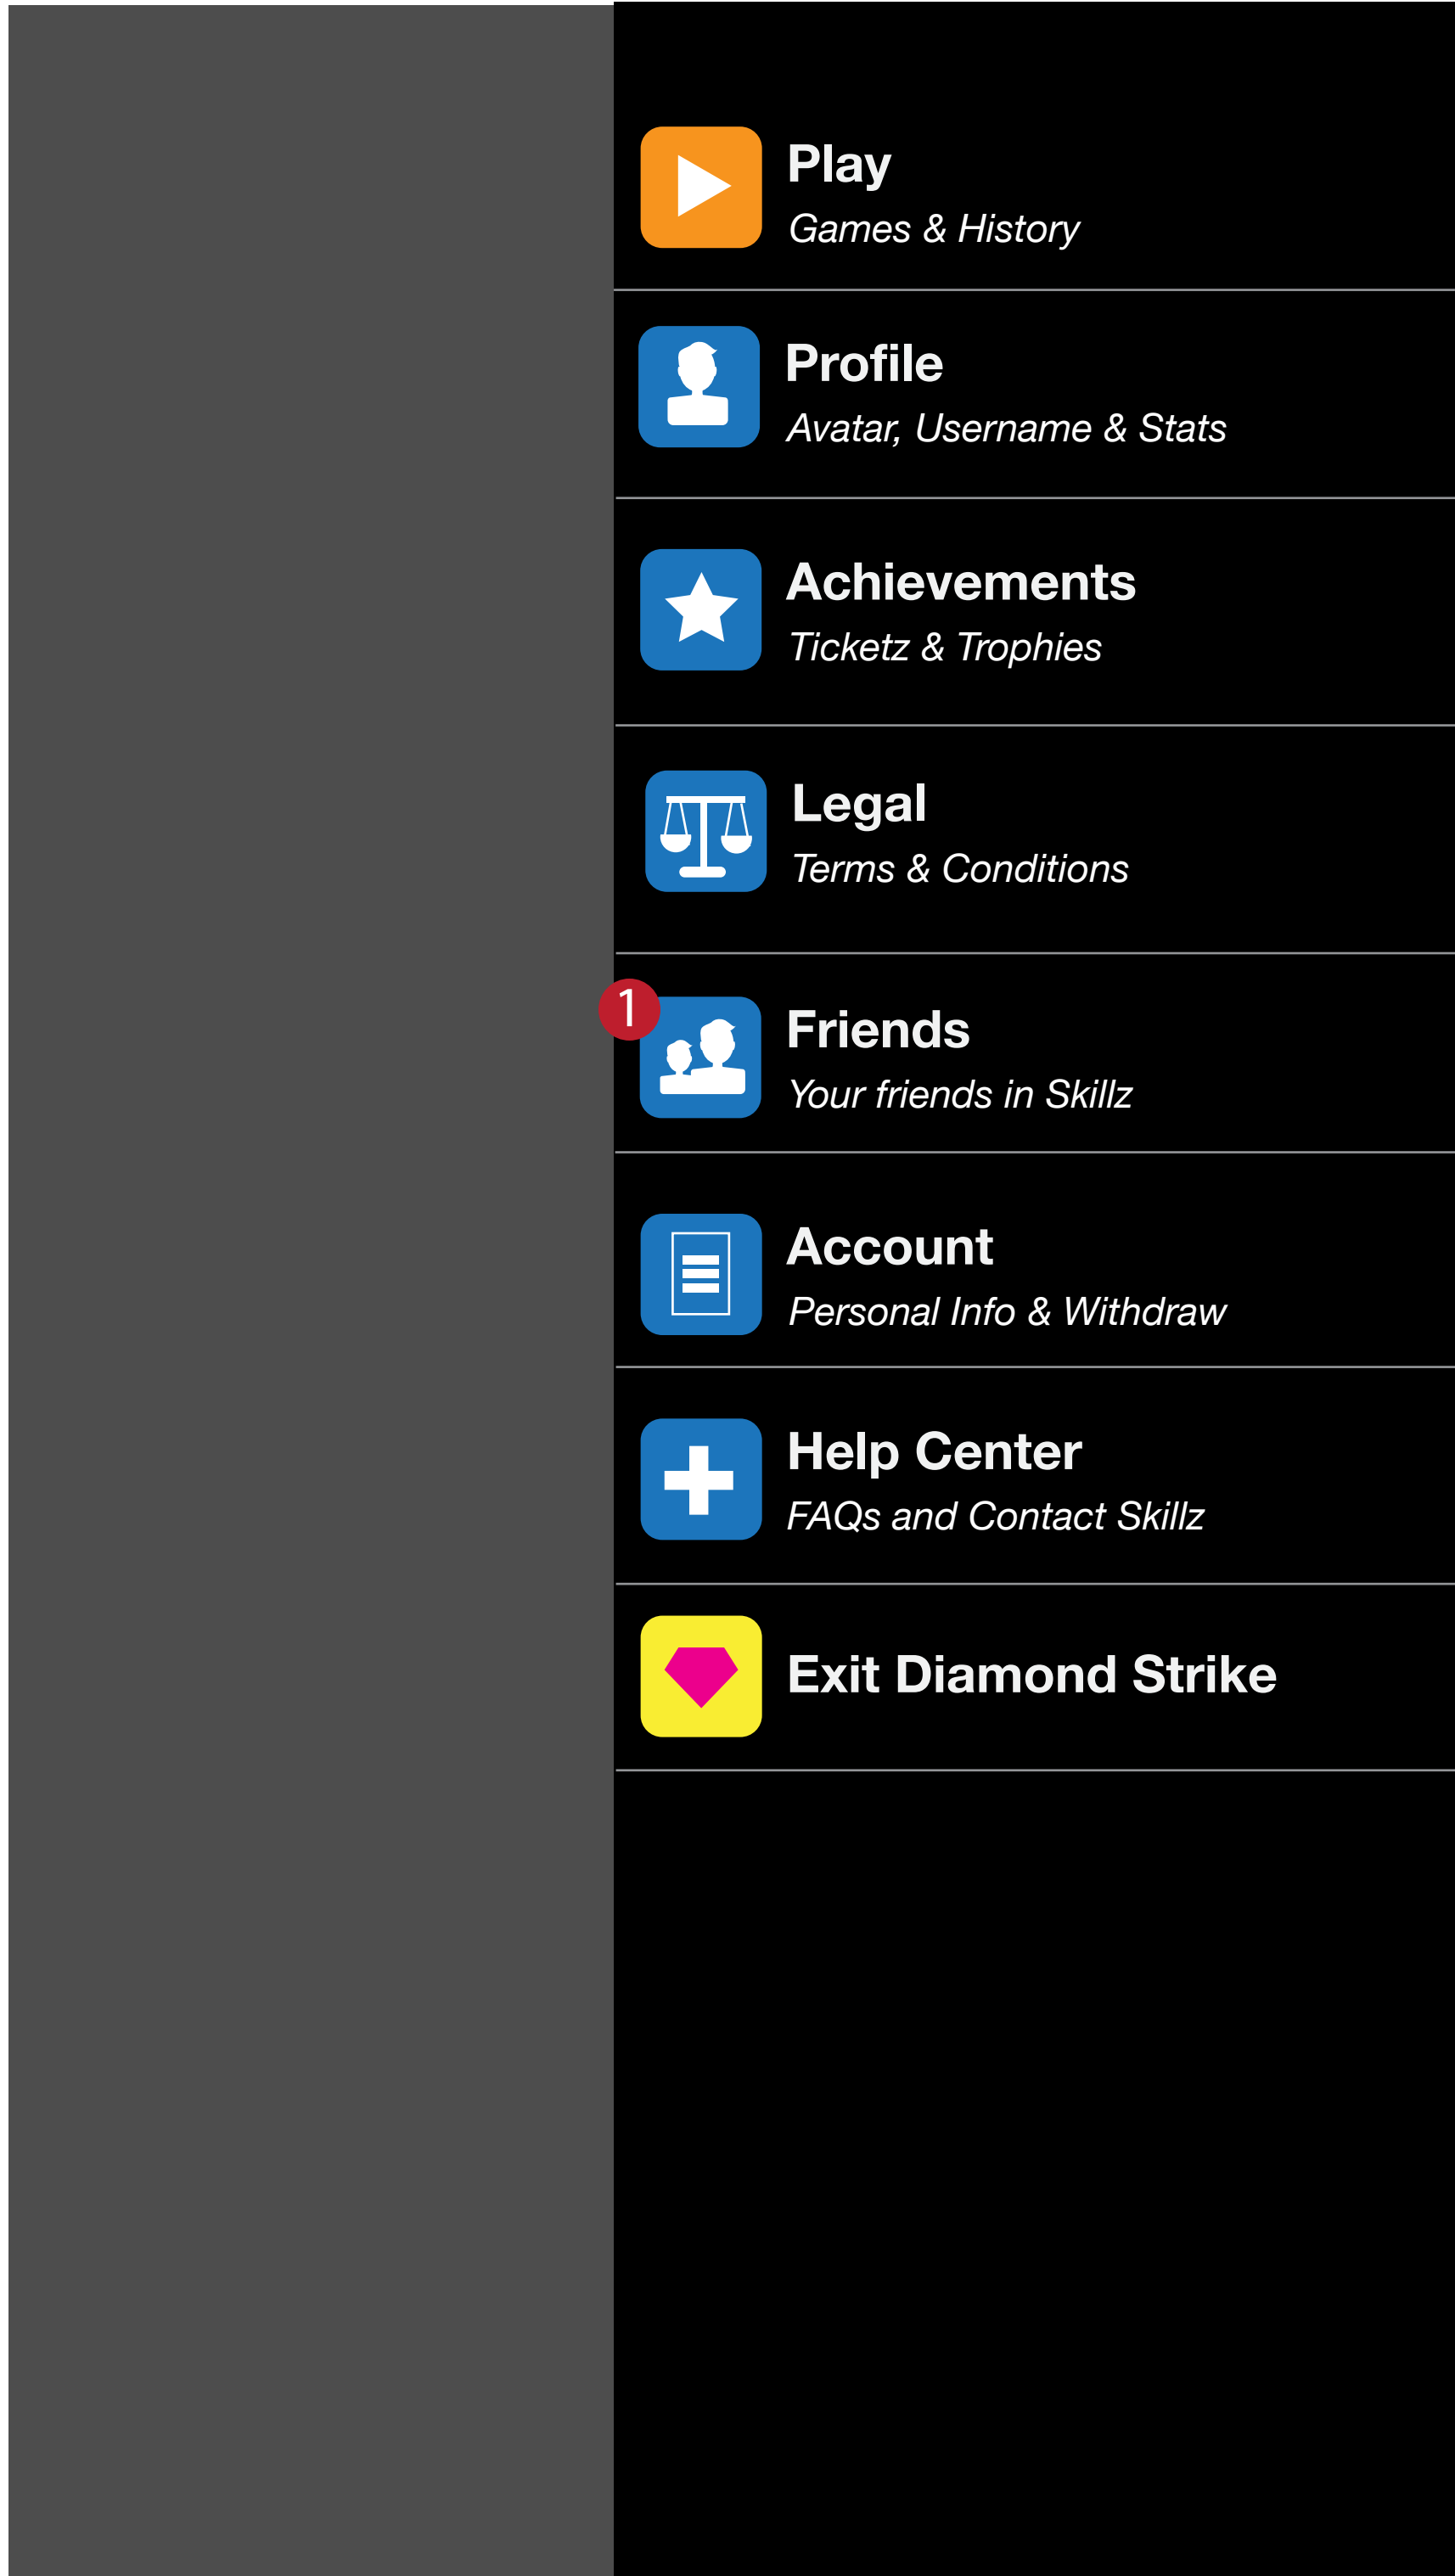 Play
Games & History
Profile
Avatar, Username & Stats
Achievements
Ticketz & Trophies
Legal
Terms & Conditions
1
Friends
Your friends in Skillz
Account
Personal Info & Withdraw
Help Center
FAQs and Contact Skillz
Exit Diamond Strike